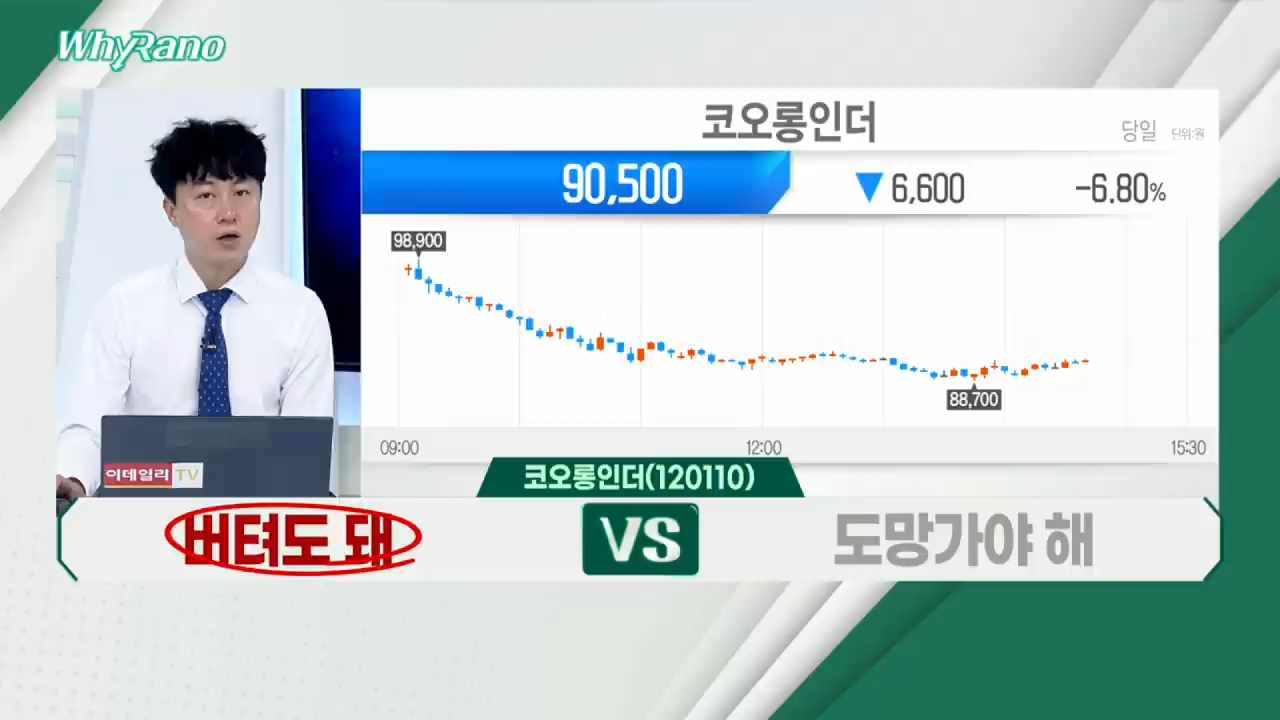 WhyRano
코오롱인더
당일 단위:원
90,500 ▼6,600 -6.80%
98,900
88,700
09:00 12:00 15:30
이데일리 TV
코오롱인더(120110)
버텨도 돼 VS 도망가야 해